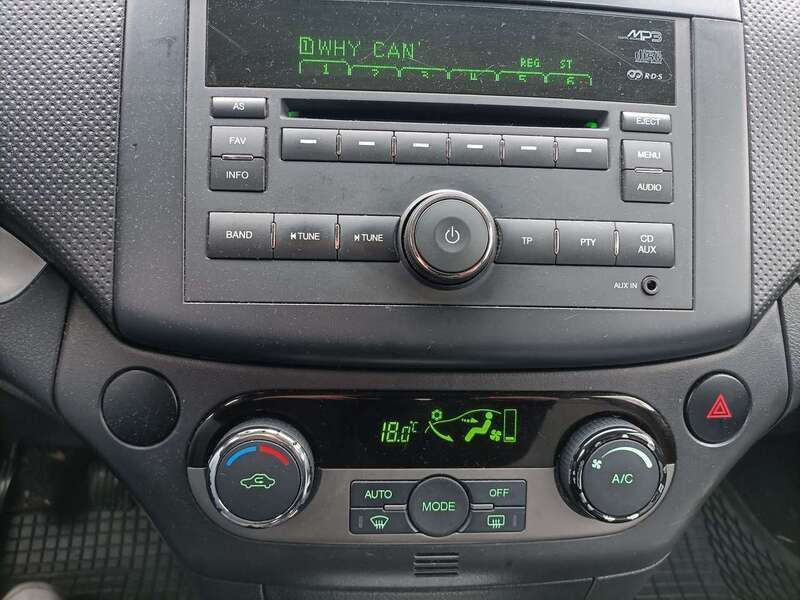 MP3
1 WHY CAN'
REG ST
1 2 3 4 5 6
RDS
AS
EJECT
FAV
INFO
MENU
AUDIO
BAND
TUNE
TUNE
TP
PTY
CD
AUX
AUX IN
18.0°C
AUTO
OFF
MODE
A/C